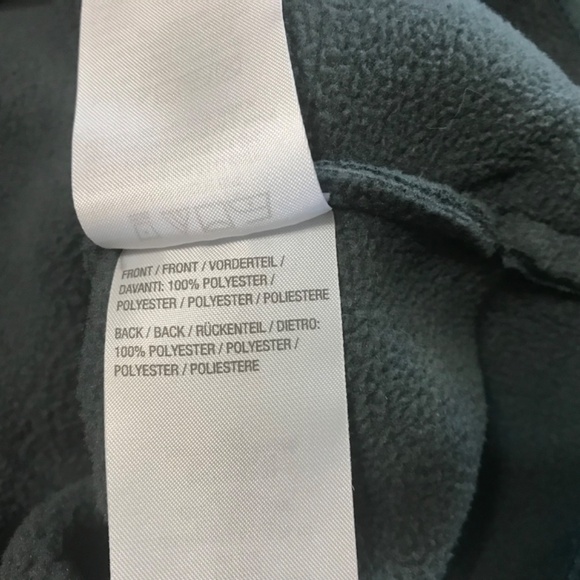 FRONT / FRONT / VORDERTEIL /
DAVANTI: 100% POLYESTER /
POLYESTER / POLYESTER / POLIESTERE
BACK / BACK / RÜCKENTEIL / DIETRO:
100% POLYESTER / POLYESTER /
POLYESTER / POLIESTERE